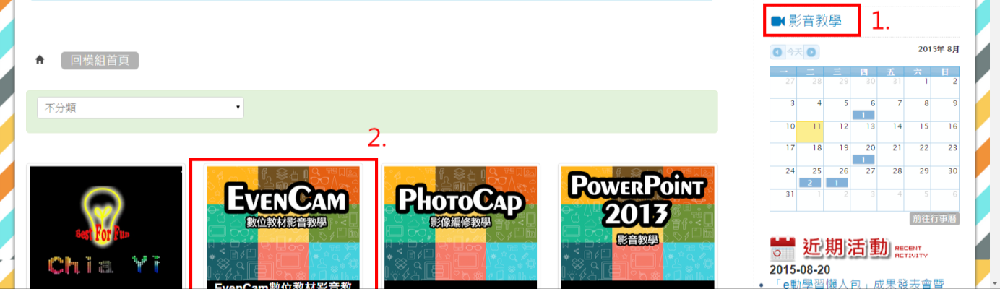 影音教學
1.
今天
2015年 8月
一 二 三 四 五 六 日
27 28 29 30 31 1 2
3 4 5 6 7 8 9
1
10 11 12 13 14 15 16
17 18 19 20 21 22 23
1
24 25 26 27 28 29 30
2 1
31 1 2 3 4 5 6
前往行事曆
近期活動 RECENT ACTIVITY
2015-08-20
「e動學習懶人包」成果發表會暨
回模組首頁
不分類
2.
Best For Fun
Chia Yi
EVENCAM
數位教材影音教學
EvenCam數位教材影音教
PHOTOCAP
影像編修教學
POWERPOINT
2013
影音教學